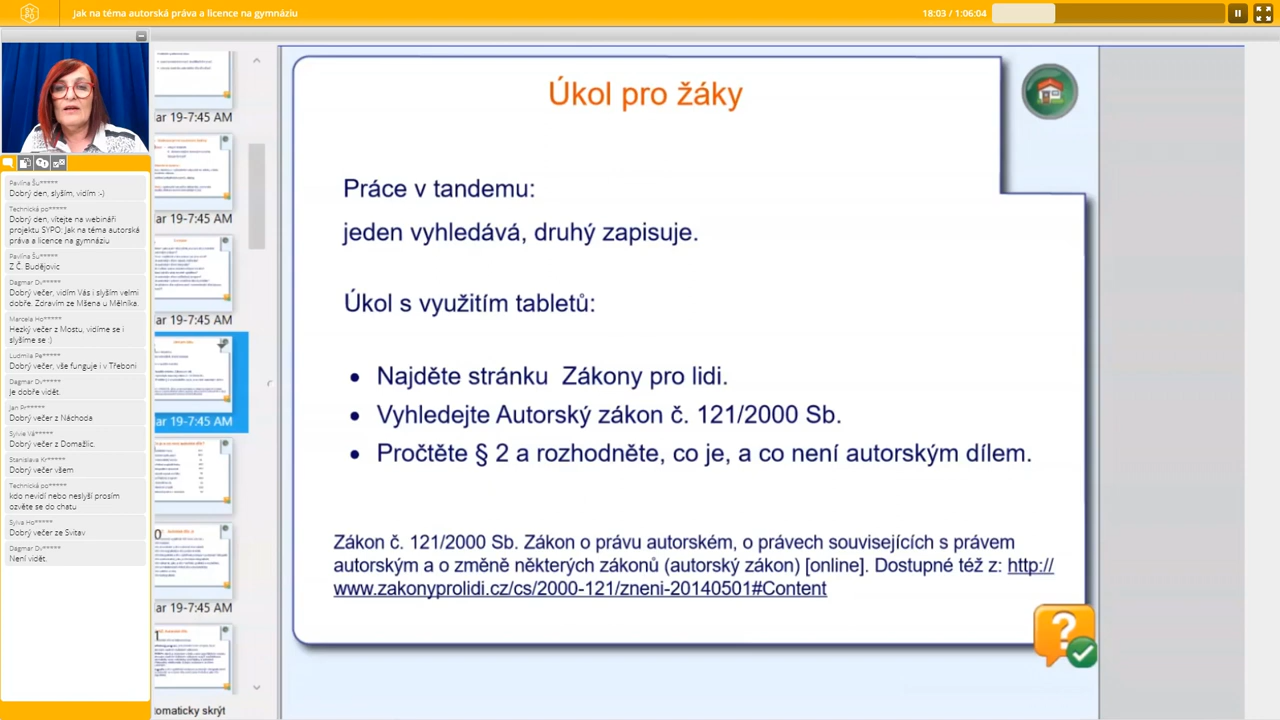 Jak na téma autorská práva a licence na gymnáziu
18:03 / 1:06:04
Pavlína Šu*****
Dobrý den, slyším, vidím :-)
Technická po*****
Dobrý den, vítejte na webináři
projektu SYPO: Jak na téma autorská
práva a licence na gymnáziu
Pavlína Šu*****
Z Č. Budějovic
Dagmar Dv*****
Dobrý večer, vidím Vás i slyším velmi
dobře. Zdravím ze Mšena u Mělníka.
Marcela Ho*****
Hezký večer z Mostu, vidíme se i
slyšíme se :)
Ludmila Pe*****
Dobrý večer, vše funguje i v Třeboni
Dagmar Dv*****
Je dobře vidět.
Jan Dr*****
Dobrý večer z Náchoda
Sylvie Vá*****
Dobrý večer z Domažlic.
Stanislava Kr*****
Dobrý večer všem
Technická po*****
kdo nevidí nebo neslyší prosím
ozvěte se do chatu
Sylva Ho*****
Dobrý večer ze Svitav
Dagmar Dv*****
Není vidět.
ar 19-7:45 AM
ar 19-7:45 AM
ar 19-7:45 AM
ar 19-7:45 AM
ar 19-7:45 AM
tomaticky skrýt
Úkol pro žáky
Práce v tandemu:
jeden vyhledává, druhý zapisuje.
Úkol s využitím tabletů:
• Najděte stránku Zákony pro lidi.
• Vyhledejte Autorský zákon č. 121/2000 Sb.
• Pročtěte § 2 a rozhodněte, co je, a co není autorským dílem.
Zákon č. 121/2000 Sb. Zákon o právu autorském, o právech souvisejících s právem
autorským a o změně některých zákonů (autorský zákon) [online. Dostupné též z: http://
www.zakonyprolidi.cz/cs/2000-121/zneni-20140501#Content